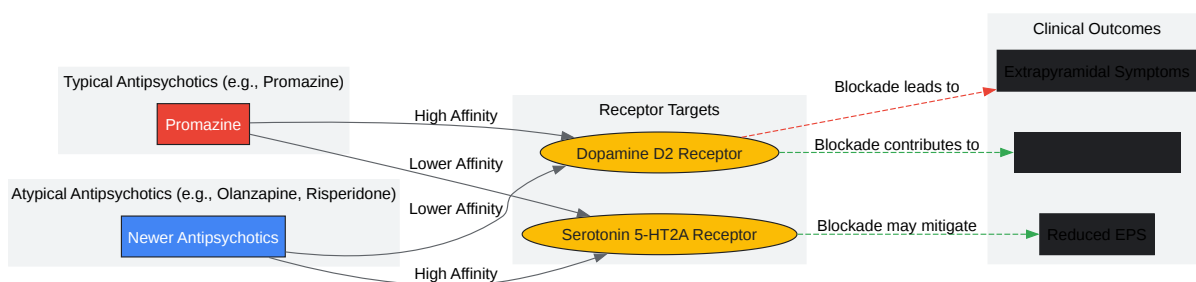 Clinical Outcomes
Extrapyramidal Symptoms
Typical Antipsychotics (e.g., Promazine)
Blockade leads to
Receptor Targets
High Affinity
Promazine
Dopamine D2 Receptor
Blockade contributes to
Lower Affinity
Atypical Antipsychotics (e.g., Olanzapine, Risperidone)
Lower Affinity
Blockade may mitigate
Newer Antipsychotics
Serotonin 5-HT2A Receptor
Reduced EPS
High Affinity